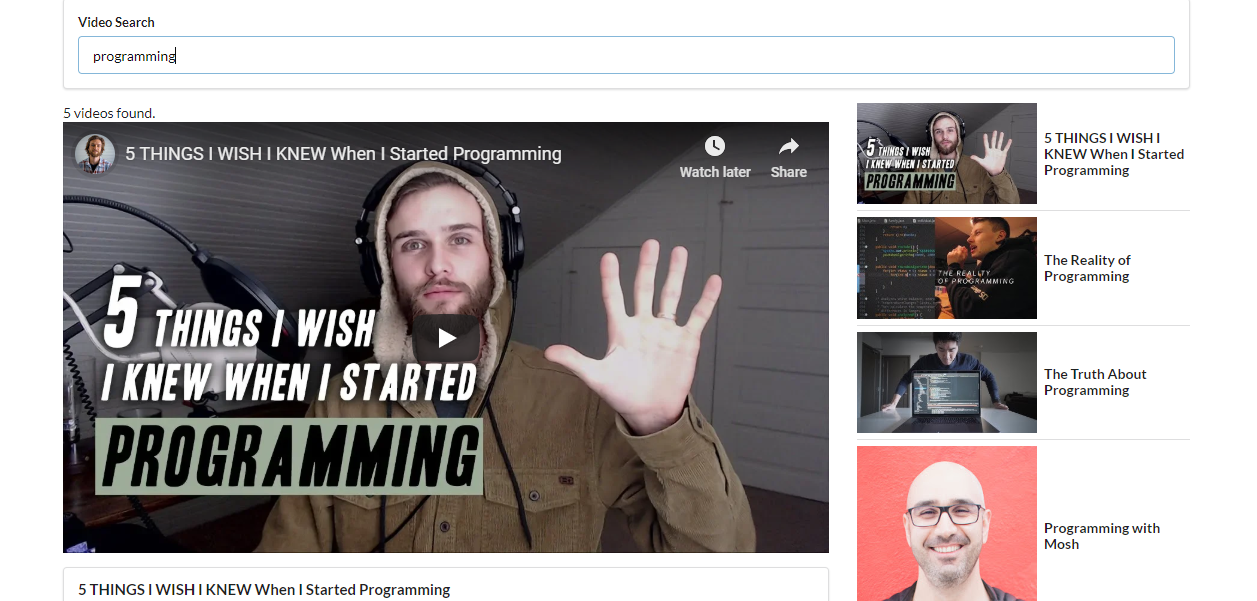 Video Search
programming
5 videos found.
5 THINGS I WISH I KNEW When I Started Programming
Watch later
Share
5 THINGS I WISH
I KNEW WHEN I STARTED
PROGRAMMING
5 THINGS I WISH I KNEW When I Started Programming
5 THINGS I WISH
I KNEW WHEN I STARTED
PROGRAMMING
5 THINGS I WISH I
KNEW When I Started
Programming
THE REALITY
OF PROGRAMMING
The Reality of
Programming
The Truth About
Programming
Programming with
Mosh